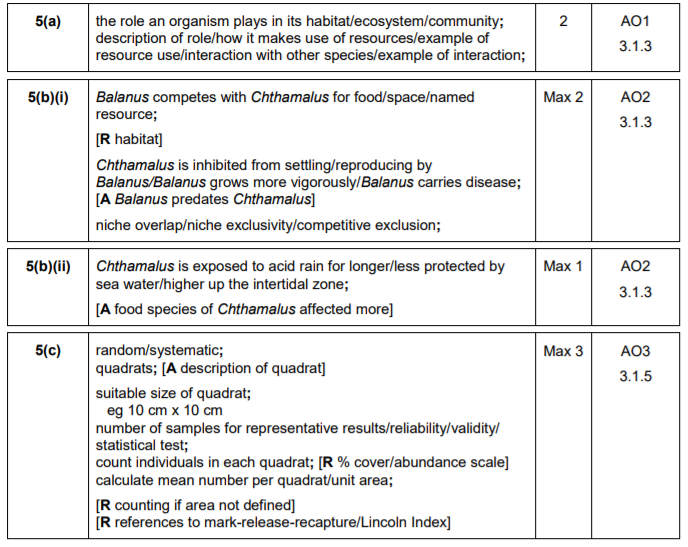 5(a)
the role an organism plays in its habitat/ecosystem/community;
description of role/how it makes use of resources/example of
resource use/interaction with other species/example of interaction;
2
AO1
3.1.3
5(b)(i)
Balanus competes with Chthamalus for food/space/named
resource;
[R habitat]
Chthamalus is inhibited from settling/reproducing by
Balanus/Balanus grows more vigorously/Balanus carries disease;
[A Balanus predates Chthamalus]
niche overlap/niche exclusivity/competitive exclusion;
Max 2
AO2
3.1.3
5(b)(ii)
Chthamalus is exposed to acid rain for longer/less protected by
sea water/higher up the intertidal zone;
[A food species of Chthamalus affected more]
Max 1
AO2
3.1.3
5(c)
random/systematic;
quadrats; [A description of quadrat]
suitable size of quadrat;
eg 10 cm x 10 cm
number of samples for representative results/reliability/validity/
statistical test;
count individuals in each quadrat; [R % cover/abundance scale]
calculate mean number per quadrat/unit area;
[R counting if area not defined]
[R references to mark-release-recapture/Lincoln Index]
Max 3
AO3
3.1.5